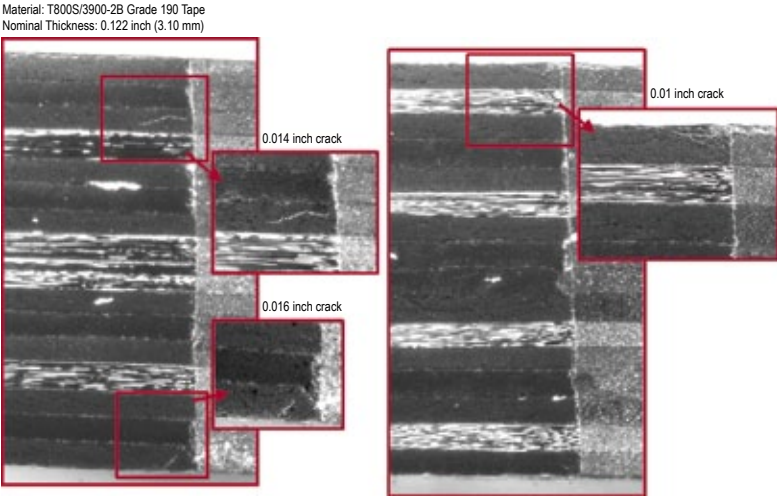 Material: T800S/3900-2B Grade 190 Tape
Nominal Thickness: 0.122 inch (3.10 mm)
0.014 inch crack
0.01 inch crack
0.016 inch crack